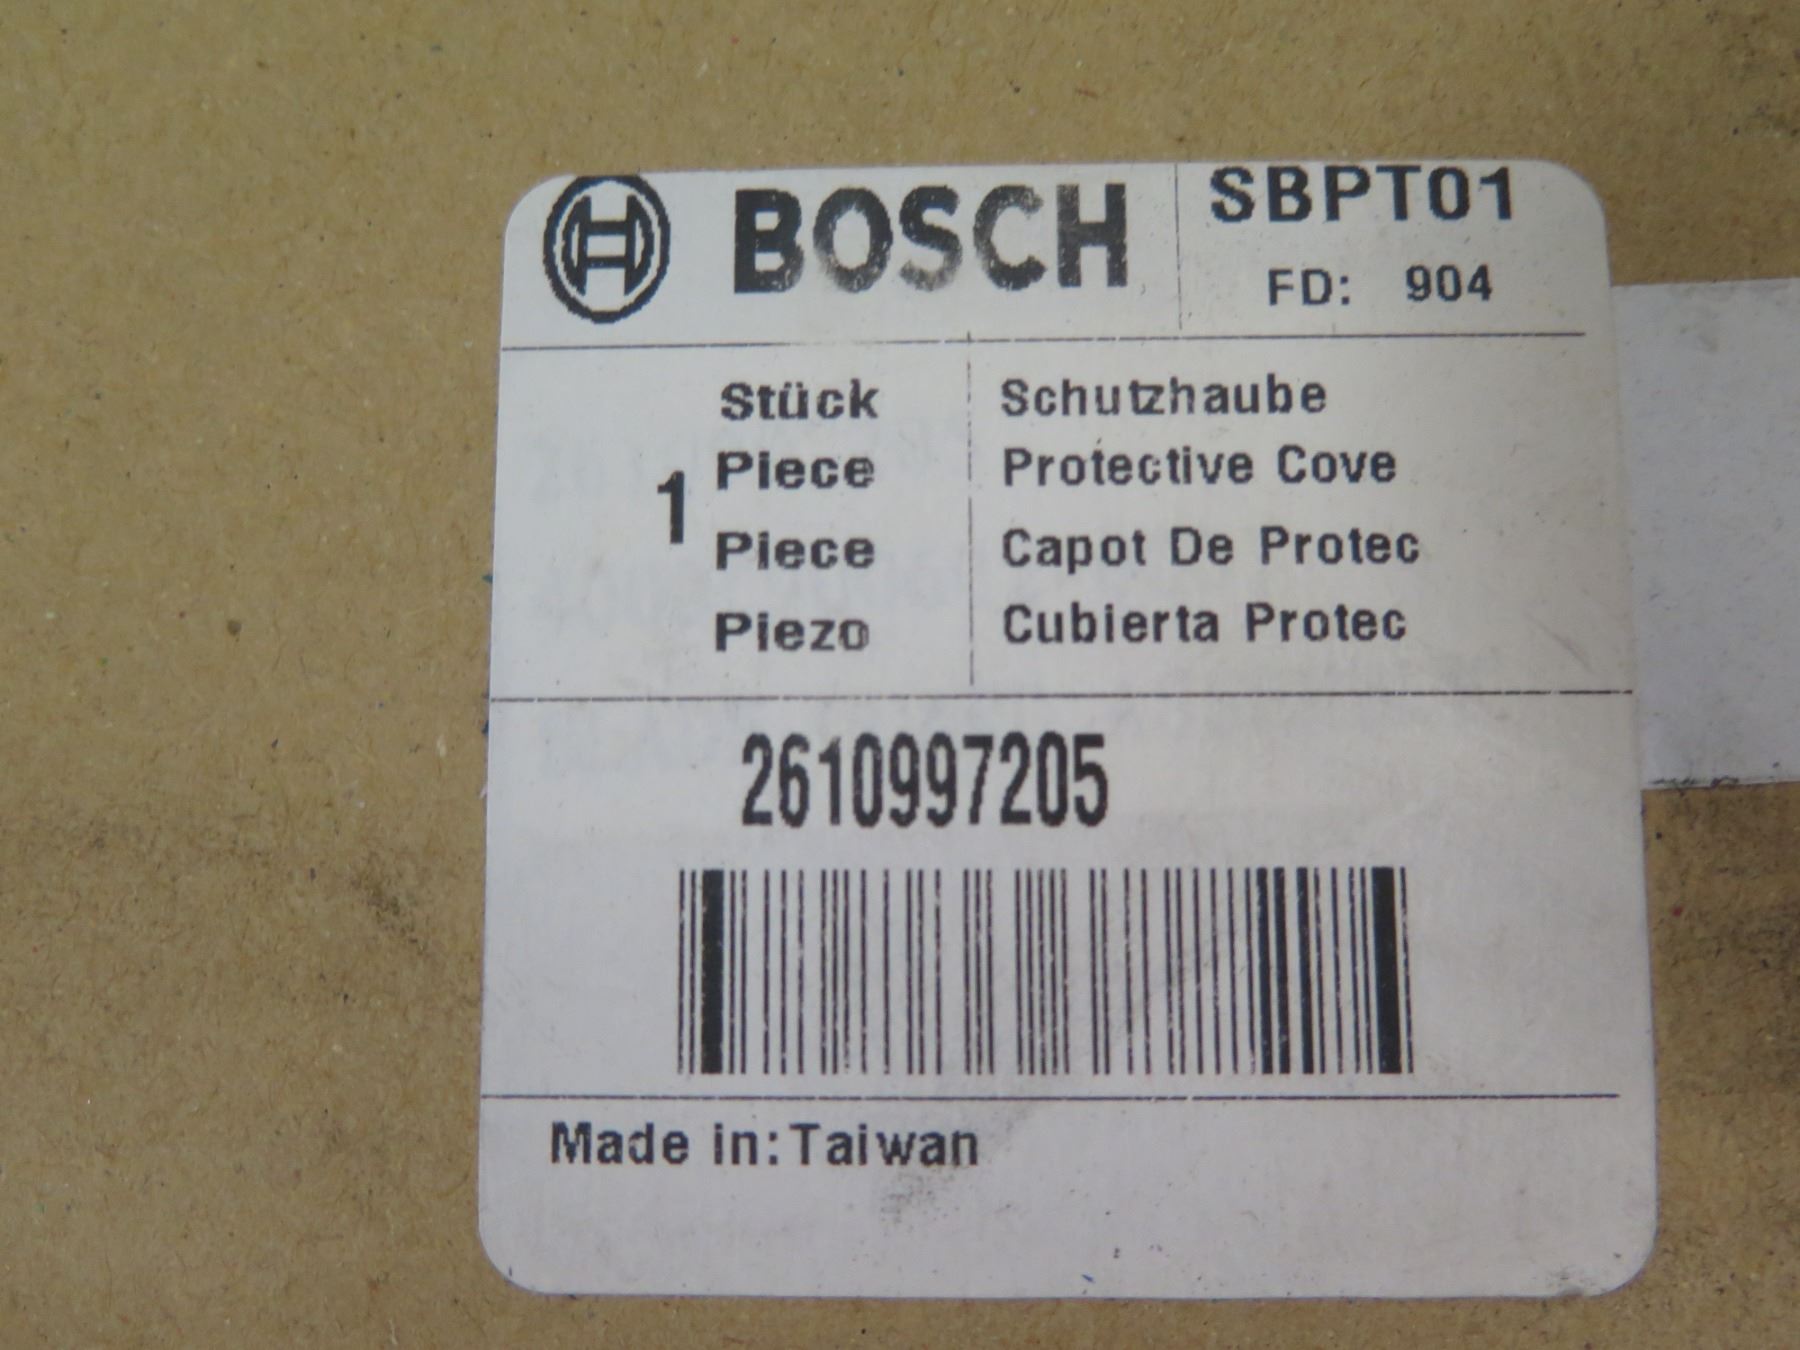 BOSCH SBPT01
FD: 904
Stück Schutzhaube
1 Piece Protective Cove
Piece Capot De Protec
Piezo Cubierta Protec
2610997205
Made in:Taiwan